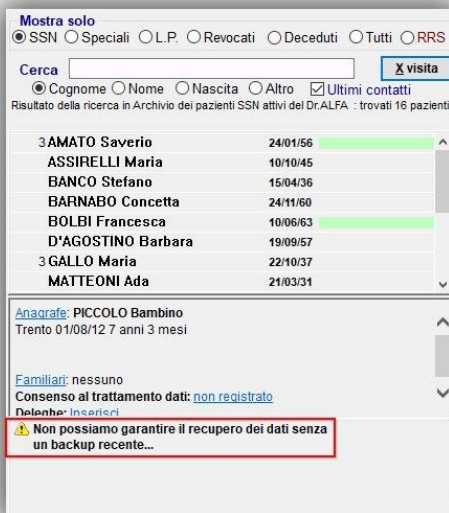 Mostra solo
SSN Speciali L.P. Revocati Deceduti Tutti RRS
Cerca X visita
Cognome Nome Nascita Altro Ultimi contatti
Risultato della ricerca in Archivio dei pazienti SSN attivi del Dr.ALFA : trovati 16 pazienti
3 AMATO Saverio 24/01/56
ASSIRELLI Maria 10/10/45
BANCO Stefano 15/04/36
BARNABO Concetta 24/11/60
BOLBI Francesca 10/06/63
D'AGOSTINO Barbara 19/09/57
3 GALLO Maria 22/10/37
MATTEONI Ada 21/03/31
Anagrafe: PICCOLO Bambino
Trento 01/08/12 7 anni 3 mesi
Familiari: nessuno
Consenso al trattamento dati: non registrato
Deleghe: Inserisci
Non possiamo garantire il recupero dei dati senza
un backup recente...